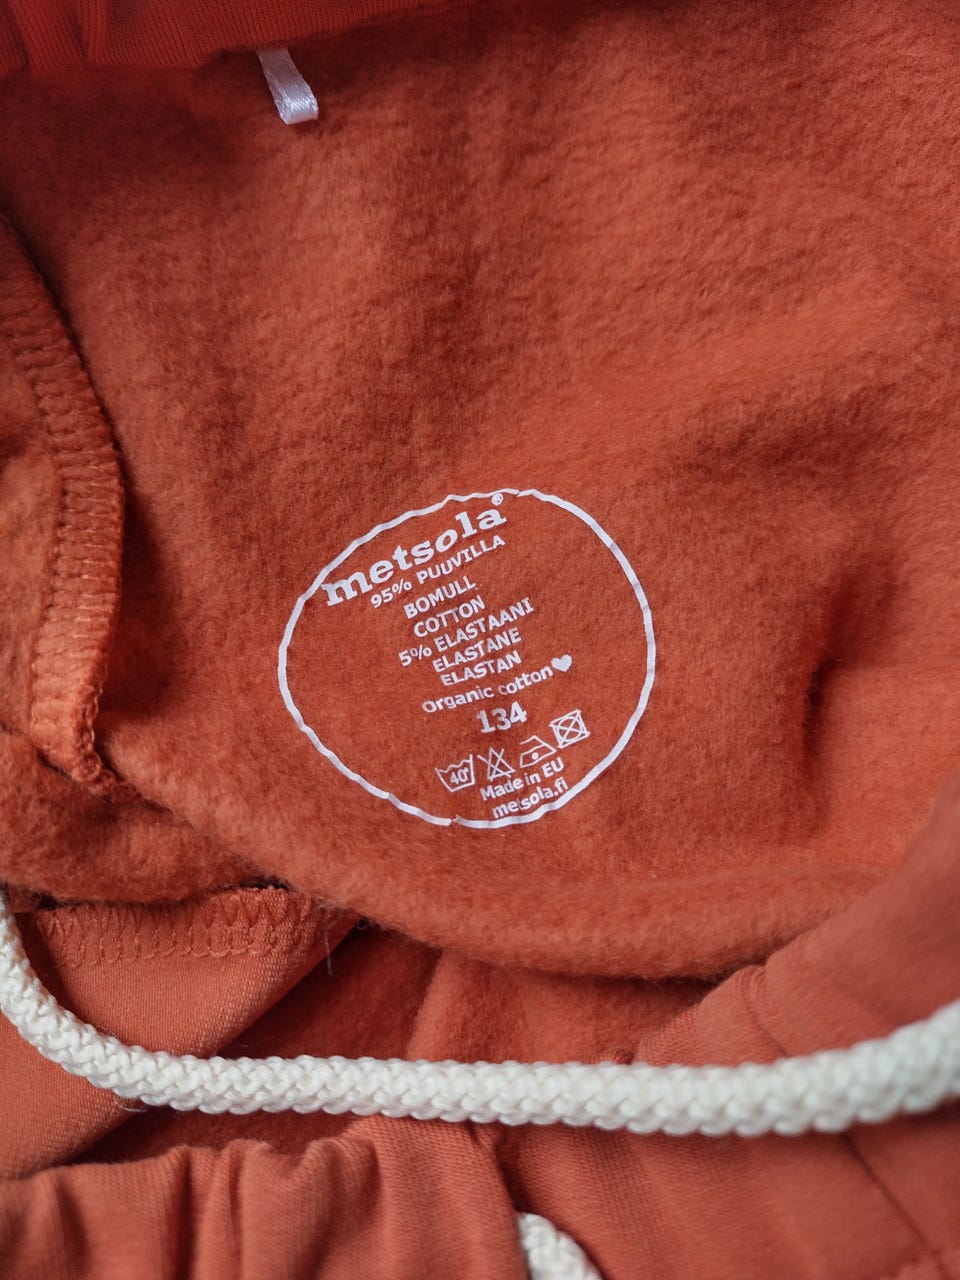 metsola®
95% PUUVILLA
BOMULL
COTTON
5% ELASTAANI
ELASTANE
ELASTAN
organic cotton♥
134
40°
Made in EU
metsola.fi